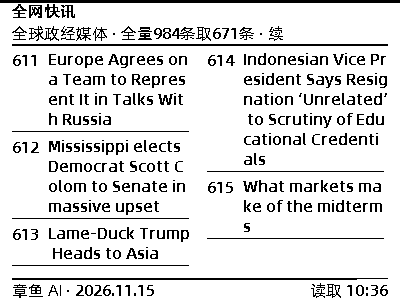 全网快讯
全球政经媒体 · 全量984条取671条 · 续
611 Europe Agrees on
a Team to Repres
ent It in Talks Wit
h Russia
612 Mississippi elects
Democrat Scott C
olom to Senate in
massive upset
613 Lame-Duck Trump
Heads to Asia
614 Indonesian Vice Pr
esident Says Resig
nation ‘Unrelated’
to Scrutiny of Edu
cational Credenti
als
615 What markets ma
ke of the midterm
s
章鱼 AI · 2026.11.15
读取 10:36